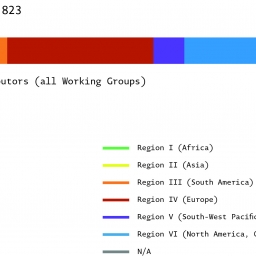 823
utors (all Working Groups)
Region I (Africa)
Region II (Asia)
Region III (South America)
Region IV (Europe)
Region V (South-West Pacific
Region VI (North America, C
N/A